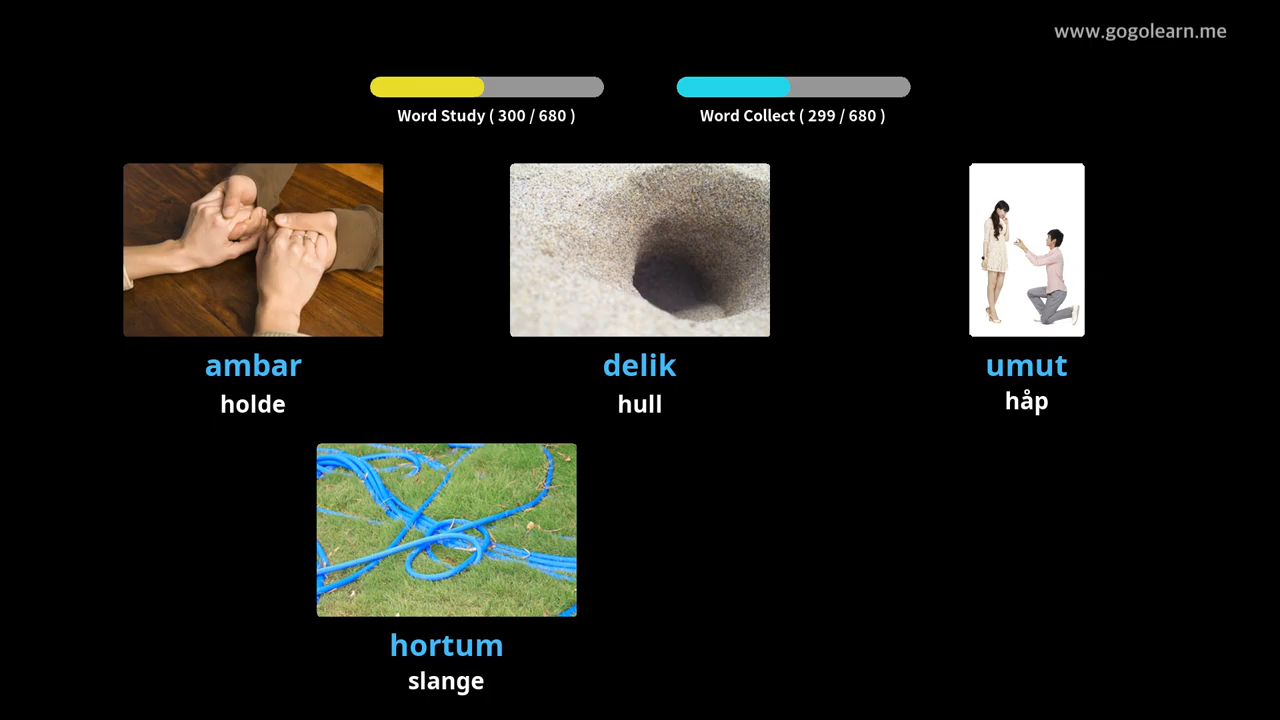 www.gogolearn.me
Word Study ( 300 / 680 )
Word Collect ( 299 / 680 )
ambar
holde
delik
hull
umut
håp
hortum
slange